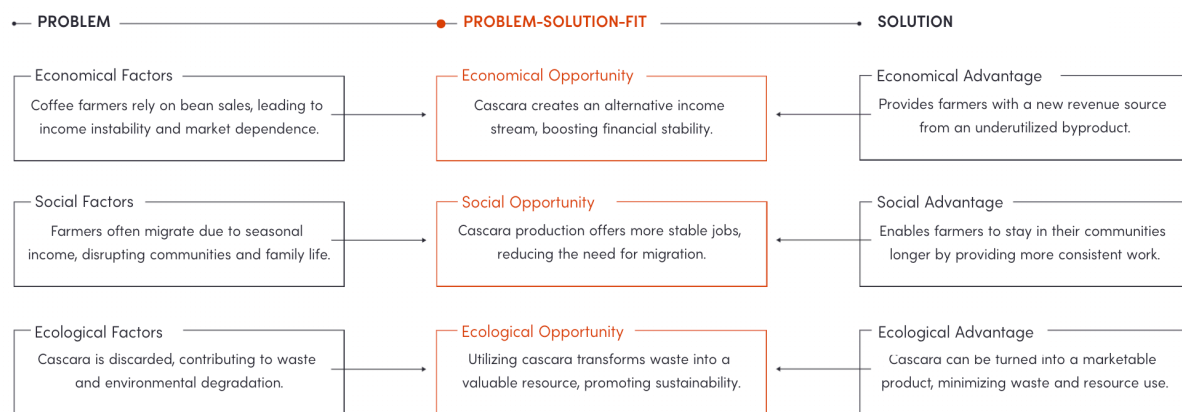 PROBLEM
PROBLEM-SOLUTION-FIT
SOLUTION
Economical Factors
Coffee farmers rely on bean sales, leading to
income instability and market dependence.
Economical Opportunity
Cascara creates an alternative income
stream, boosting financial stability.
Economical Advantage
Provides farmers with a new revenue source
from an underutilized byproduct.
Social Factors
Farmers often migrate due to seasonal
income, disrupting communities and family life.
Social Opportunity
Cascara production offers more stable jobs,
reducing the need for migration.
Social Advantage
Enables farmers to stay in their communities
longer by providing more consistent work.
Ecological Factors
Cascara is discarded, contributing to waste
and environmental degradation.
Ecological Opportunity
Utilizing cascara transforms waste into a
valuable resource, promoting sustainability.
Ecological Advantage
Cascara can be turned into a marketable
product, minimizing waste and resource use.